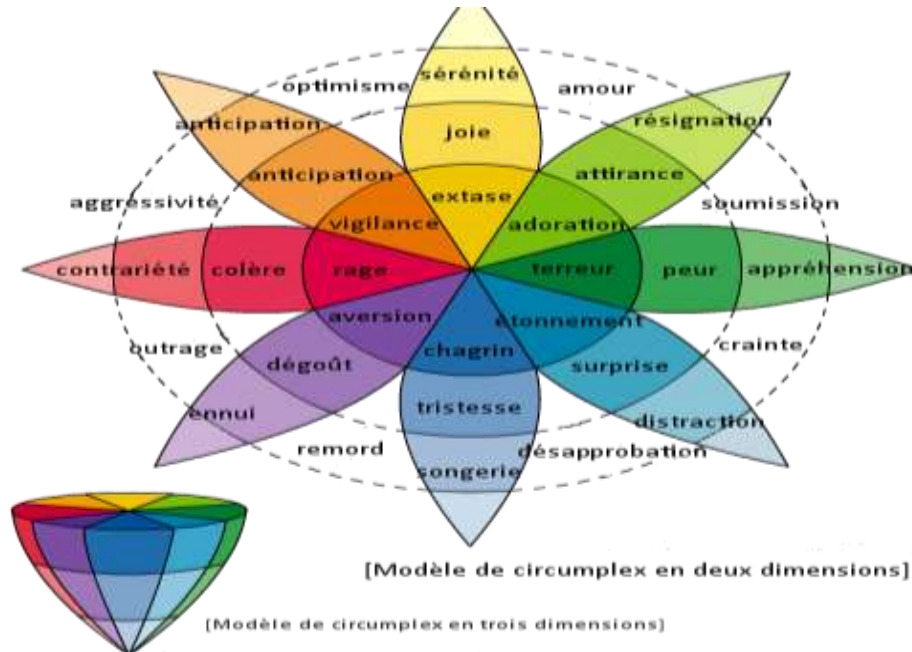 optimisme
sérénité
amour
anticipation
résignation
joie
anticipation
attirance
aggréssivité
extase
soumission
vigilance
adoration
contrariété
colère
rage
terreur
peur
appréhension
aversion
étonnement
outrage
chagrin
crainte
dégoût
surprise
ennui
tristesse
distraction
remord
songerie
désapprobation
[Modèle de circumplex en deux dimensions]
[Modèle de circumplex en trois dimensions]